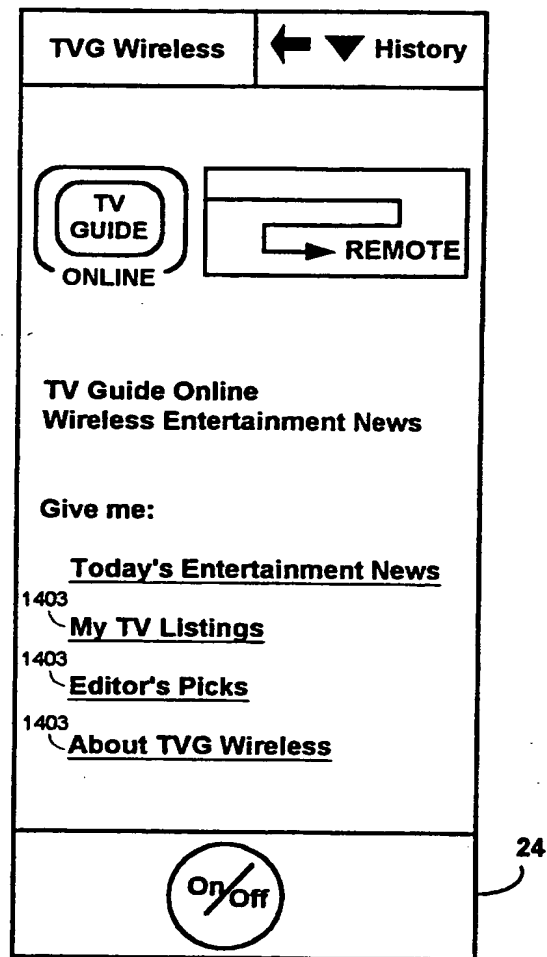 TVG Wireless
History
TV
GUIDE
ONLINE
REMOTE
TV Guide Online
Wireless Entertainment News
Give me:
Today's Entertainment News
1403
My TV Listings
1403
Editor's Picks
1403
About TVG Wireless
24
On/Off